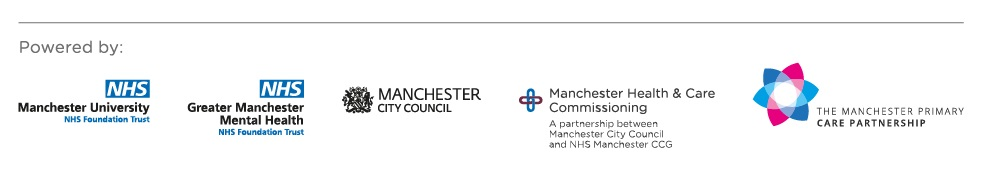 Powered by:
NHS
Manchester University
NHS Foundation Trust
NHS
Greater Manchester
Mental Health
NHS Foundation Trust
MANCHESTER
CITY COUNCIL
Manchester Health & Care
Commissioning
A partnership between
Manchester City Council
and NHS Manchester CCG
THE MANCHESTER PRIMARY
CARE PARTNERSHIP